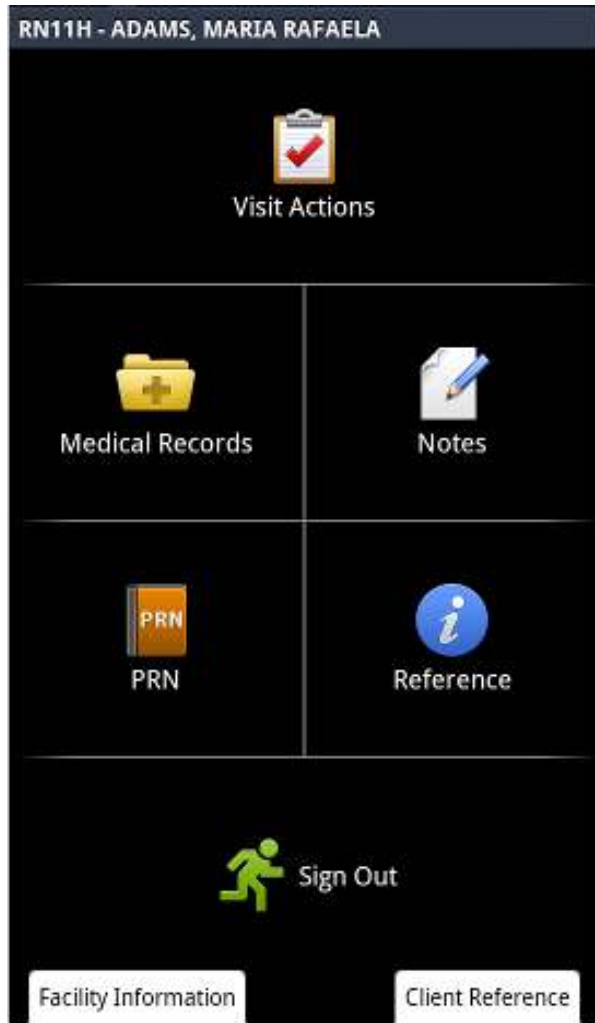 RN11H - ADAMS, MARIA RAFAELA
Visit Actions
Medical Records
Notes
PRN
PRN
Reference
Sign Out
Facility Information
Client Reference